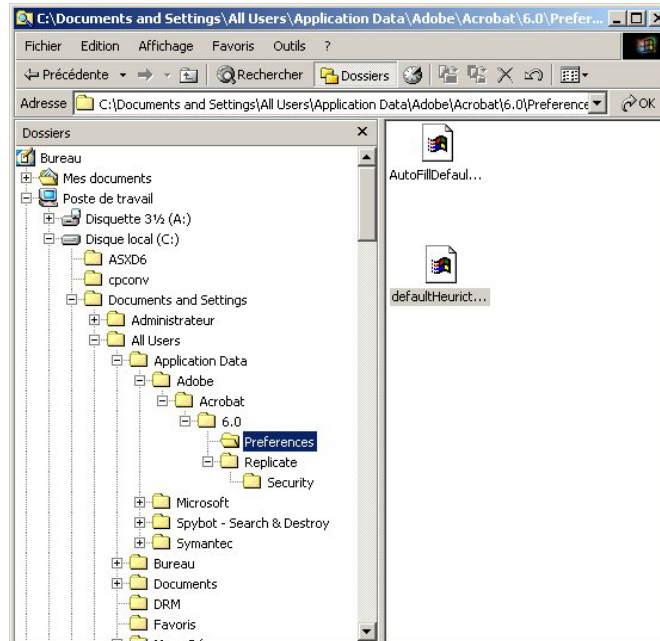 C:\Documents and Settings\All Users\Application Data\Adobe\Acrobat\6.0\Prefer...
Fichier Edition Affichage Favoris Outils ?
Précédente Rechercher Dossiers
Adresse C:\Documents and Settings\All Users\Application Data\Adobe\Acrobat\6.0\Preference OK
Dossiers
Bureau
Mes documents
Poste de travail
Disquette 3½ (A:)
Disque local (C:)
ASXD6
cpconv
Documents and Settings
Administrateur
All Users
Application Data
Adobe
Acrobat
6.0
Preferences
Replicate
Security
Microsoft
Spybot - Search & Destroy
Symantec
Bureau
Documents
DRM
Favoris
AutoFillDefaul...
defaultHeurict...